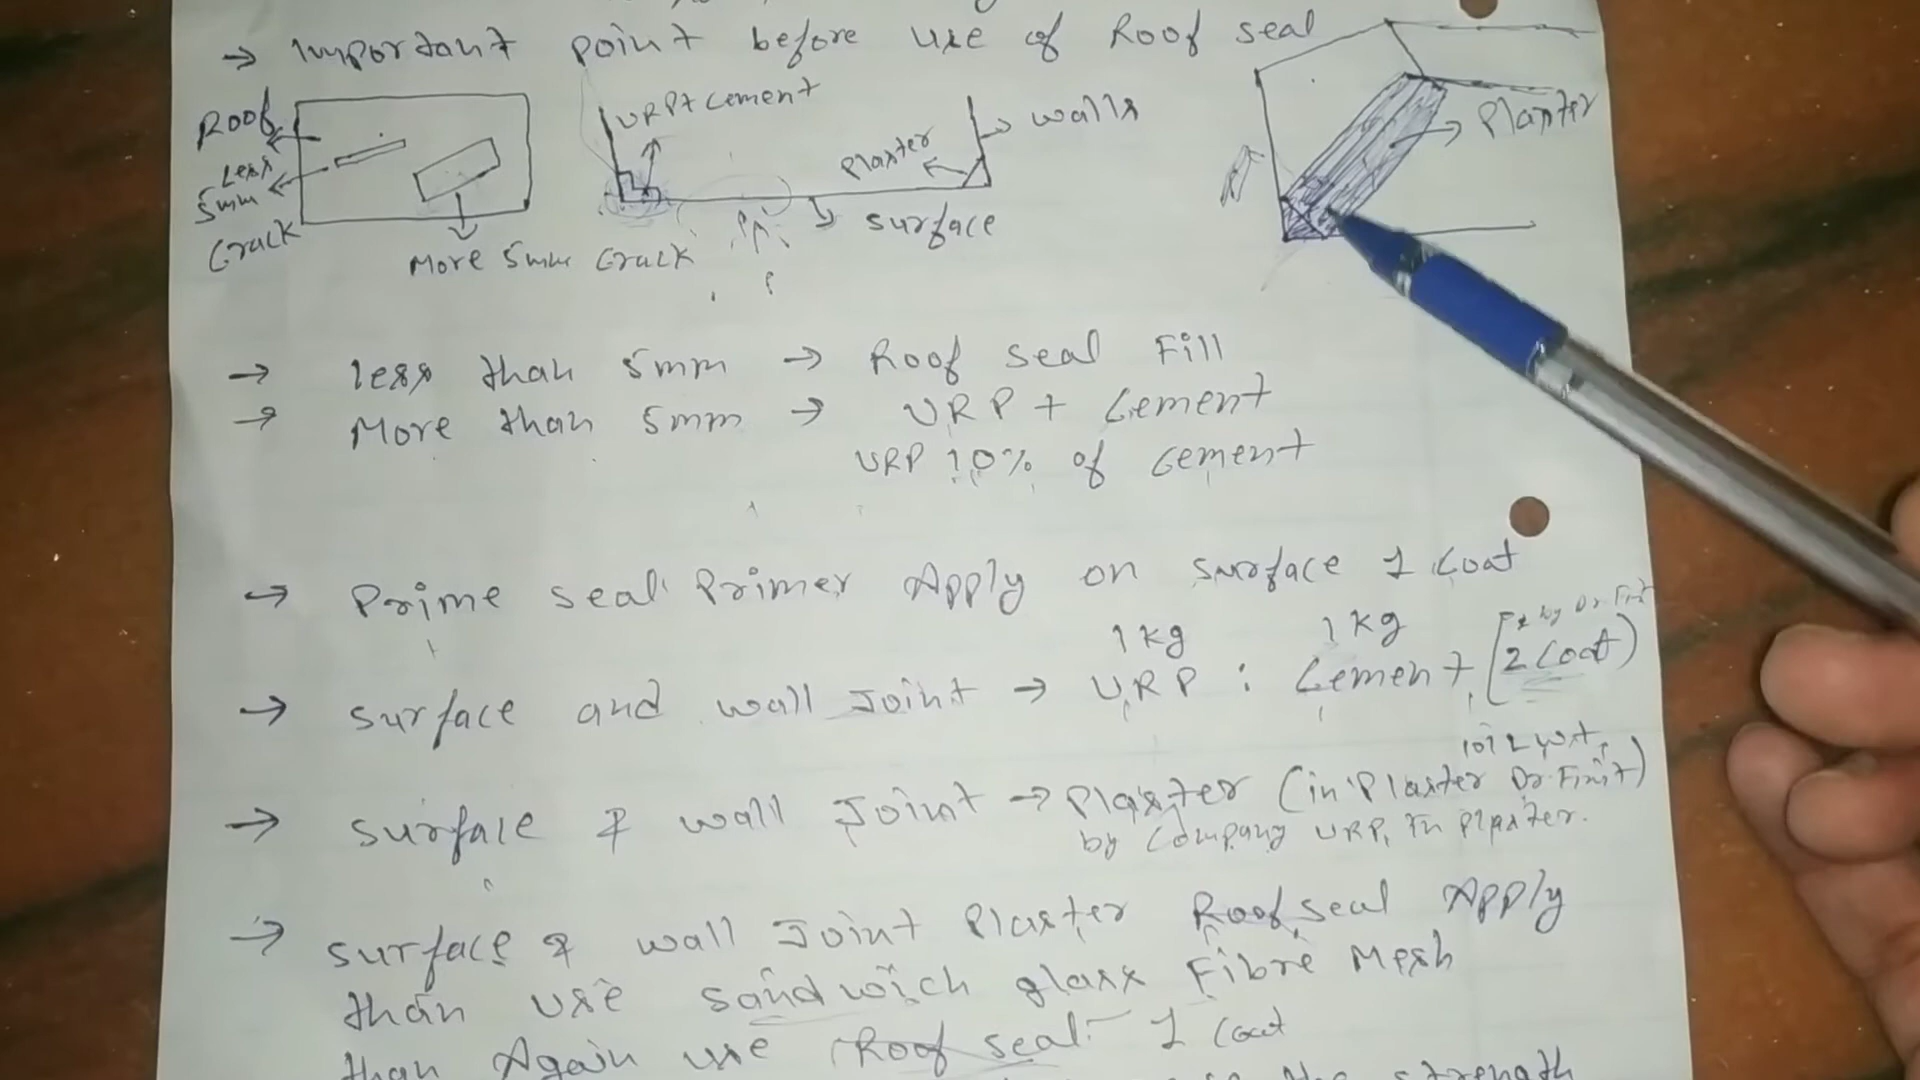 → Important point before use of Roof seal
Roof
Less
5mm
Crack
More 5mm Crack
URP+Cement
Plaster
walls
surface
Plaster
→ less than 5mm → Roof seal Fill
→ More than 5mm → URP + Cement
URP 10% of cement
→ Prime seal Primer Apply on surface 1 Coat
1kg 1kg
→ surface and wall Joint → URP : Cement [2 Coat)
→ surface & wall Joint → Plaster (in Plaster Dr. Fixit)
by Company URP in plaster.
→ surface & wall Joint Plaster Roof seal Apply
than use sandwich glass Fibre Mesh
than Again use Roof seal - 1 Coat
the strength